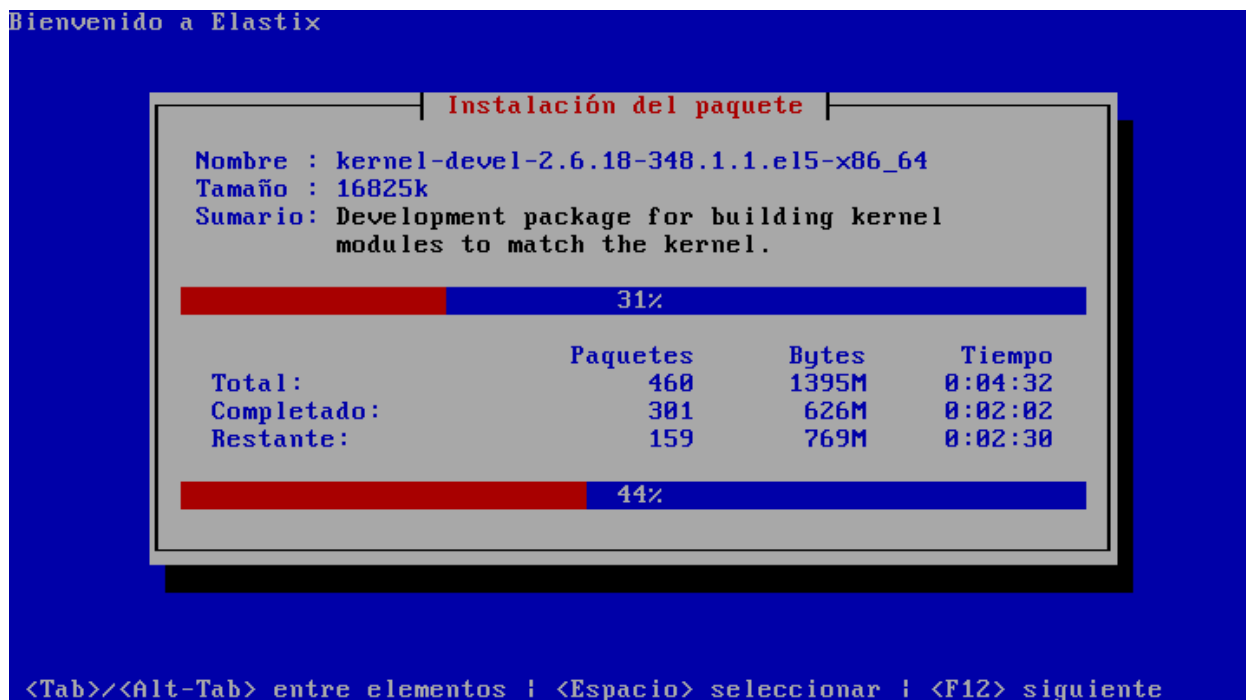 Bienvenido a Elastix
Instalación del paquete
Nombre : kernel-devel-2.6.18-348.1.1.el5-x86_64
Tamaño : 16825k
Sumario: Development package for building kernel
modules to match the kernel.
31%
Paquetes Bytes Tiempo
Total: 460 1395M 0:04:32
Completado: 301 626M 0:02:02
Restante: 159 769M 0:02:30
44%
<Tab>/<Alt-Tab> entre elementos | <Espacio> seleccionar | <F12> siguiente